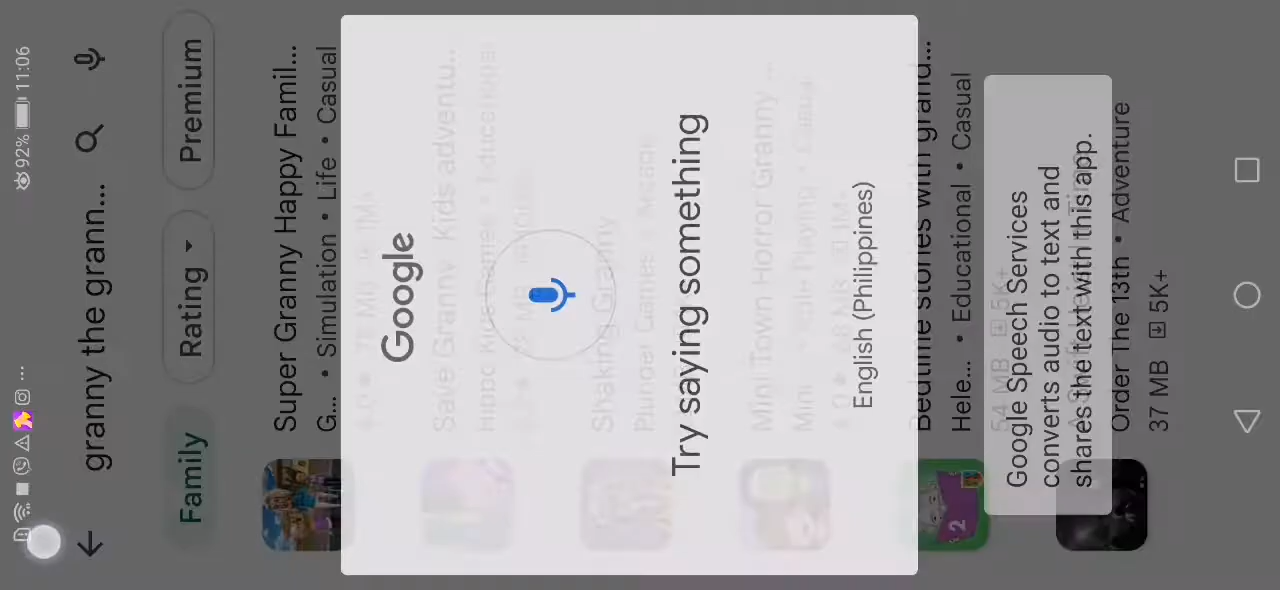 92% 11:06
granny the grann...
Family
Rating
Premium
Super Granny Happy Famil...
G... • Simulation • Life • Casual
Save Granny Kids adventu...
Hippo Kids Games • Educational
Shaking Granny
Plunoar Games • Arcade
Mini Town Horror Granny ...
Mini • Role Playing • Casual
Bedtime stories with grand...
Hele... • Educational • Casual
54 MB 5K+
Order The 13th • Adventure
37 MB 5K+
Google
Try saying something
English (Philippines)
Google Speech Services
converts audio to text and
shares the text with this app.